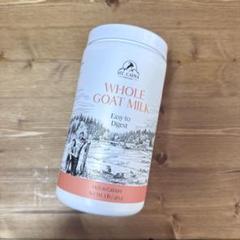 MT. CAPRA
WHOLE
GOAT MILK
Easy to
Digest